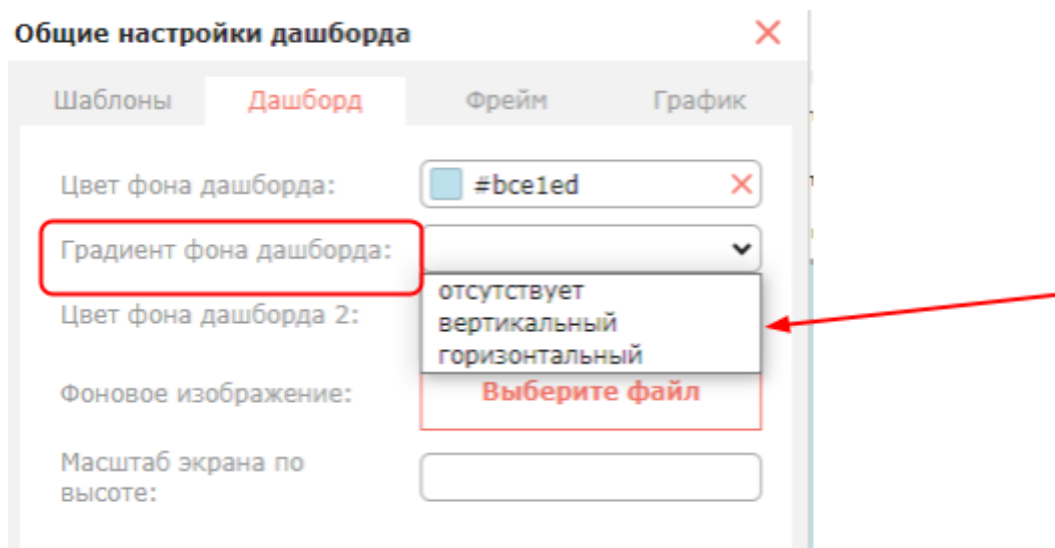 Общие настройки дашборда
Шаблоны Дашборд Фрейм График
Цвет фона дашборда: #bce1ed
Градиент фона дашборда:
отсутствует
вертикальный
горизонтальный
Цвет фона дашборда 2:
Фоновое изображение: Выберите файл
Масштаб экрана по
высоте: